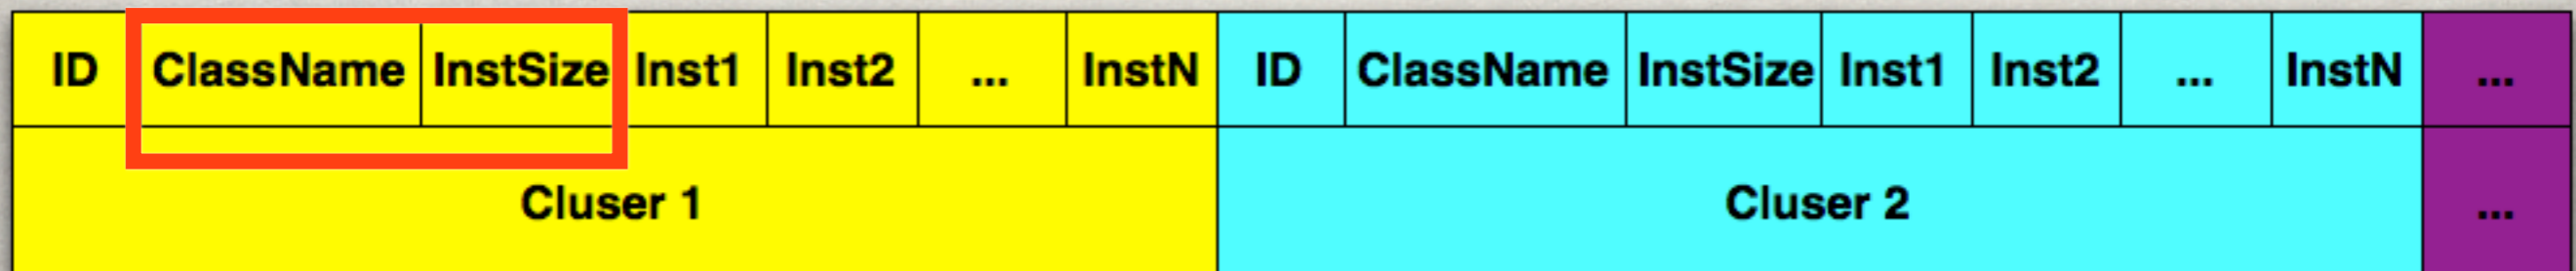 ID ClassName InstSize Inst1 Inst2 ... InstN ID ClassName InstSize Inst1 Inst2 ... InstN ...
Cluser 1 Cluser 2 ...